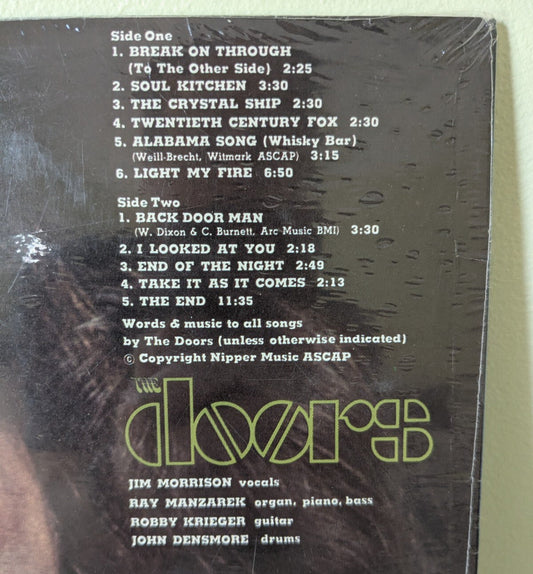 Side One
1. BREAK ON THROUGH
(To The Other Side) 2:25
2. SOUL KITCHEN 3:30
3. THE CRYSTAL SHIP 2:30
4. TWENTIETH CENTURY FOX 2:30
5. ALABAMA SONG (Whisky Bar)
(Weill-Brecht, Witmark ASCAP) 3:15
6. LIGHT MY FIRE 6:50
Side Two
1. BACK DOOR MAN
(W. Dixon & C. Burnett, Arc Music BMI) 3:30
2. I LOOKED AT YOU 2:18
3. END OF THE NIGHT 2:49
4. TAKE IT AS IT COMES 2:13
5. THE END 11:35
Words & music to all songs
by The Doors (unless otherwise indicated)
© Copyright Nipper Music ASCAP
THE
doors
JIM MORRISON vocals
RAY MANZAREK organ, piano, bass
ROBBY KRIEGER guitar
JOHN DENSMORE drums